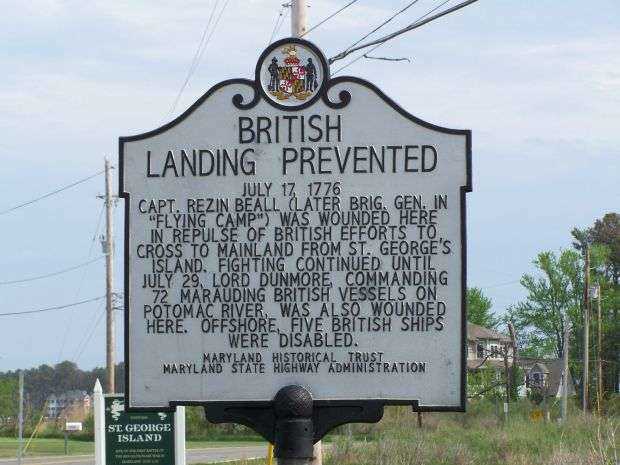 BRITISH
LANDING PREVENTED
JULY 17, 1776
CAPT. REZIN BEALL (LATER BRIG. GEN. IN
"FLYING CAMP") WAS WOUNDED HERE
IN REPULSE OF BRITISH EFFORTS TO
CROSS TO MAINLAND FROM ST. GEORGE'S
ISLAND. FIGHTING CONTINUED UNTIL
JULY 29. LORD DUNMORE, COMMANDING
72 MARAUDING BRITISH VESSELS ON
POTOMAC RIVER, WAS ALSO WOUNDED
HERE. OFFSHORE, FIVE BRITISH SHIPS
WERE DISABLED.
MARYLAND HISTORICAL TRUST
MARYLAND STATE HIGHWAY ADMINISTRATION
ST. GEORGE
ISLAND